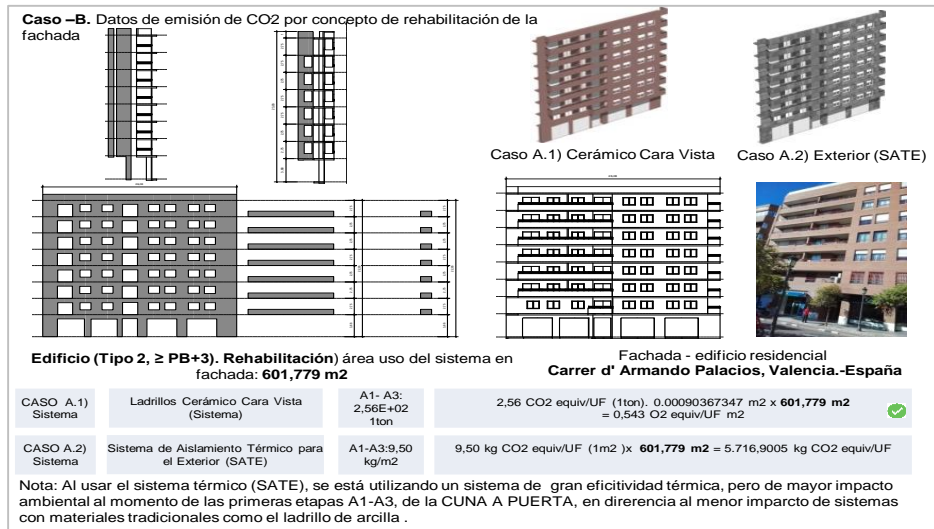 Caso –B. Datos de emisión de CO2 por concepto de rehabilitación de la
fachada
Caso A.1) Cerámico Cara Vista
Caso A.2) Exterior (SATE)
Edificio (Tipo 2, ≥ PB+3). Rehabilitación) área uso del sistema en
fachada: 601,779 m2
Fachada - edificio residencial
Carrer d' Armando Palacios, Valencia.-España
CASO A.1)
Sistema
Ladrillos Cerámico Cara Vista
(Sistema)
A1- A3:
2,56E+02
1ton
2,56 CO2 equiv/UF (1ton). 0.00090367347 m2 x 601,779 m2
= 0,543 O2 equiv/UF m2
CASO A.2)
Sistema
Sistema de Aislamiento Térmico para
el Exterior (SATE)
A1-A3:9,50
kg/m2
9,50 kg CO2 equiv/UF (1m2 )x 601,779 m2 = 5.716,9005 kg CO2 equiv/UF
Nota: Al usar el sistema térmico (SATE), se está utilizando un sistema de gran eficitividad térmica, pero de mayor impacto
ambiental al momento de las primeras etapas A1-A3, de la CUNA A PUERTA, en direrencia al menor imparcto de sistemas
con materiales tradicionales como el ladrillo de arcilla .